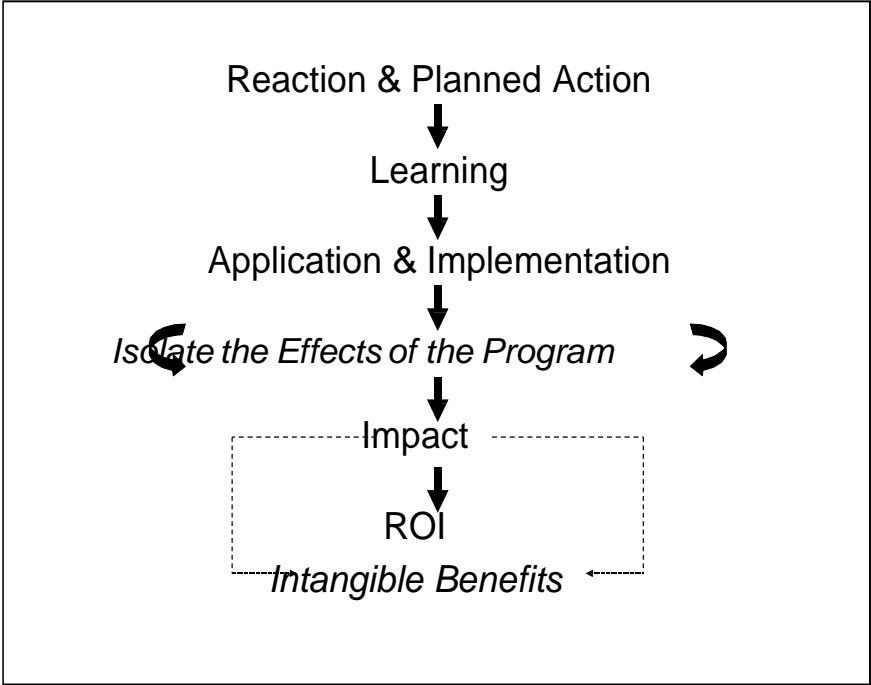 Reaction & Planned Action
Learning
Application & Implementation
Isolate the Effects of the Program
Impact
ROI
Intangible Benefits